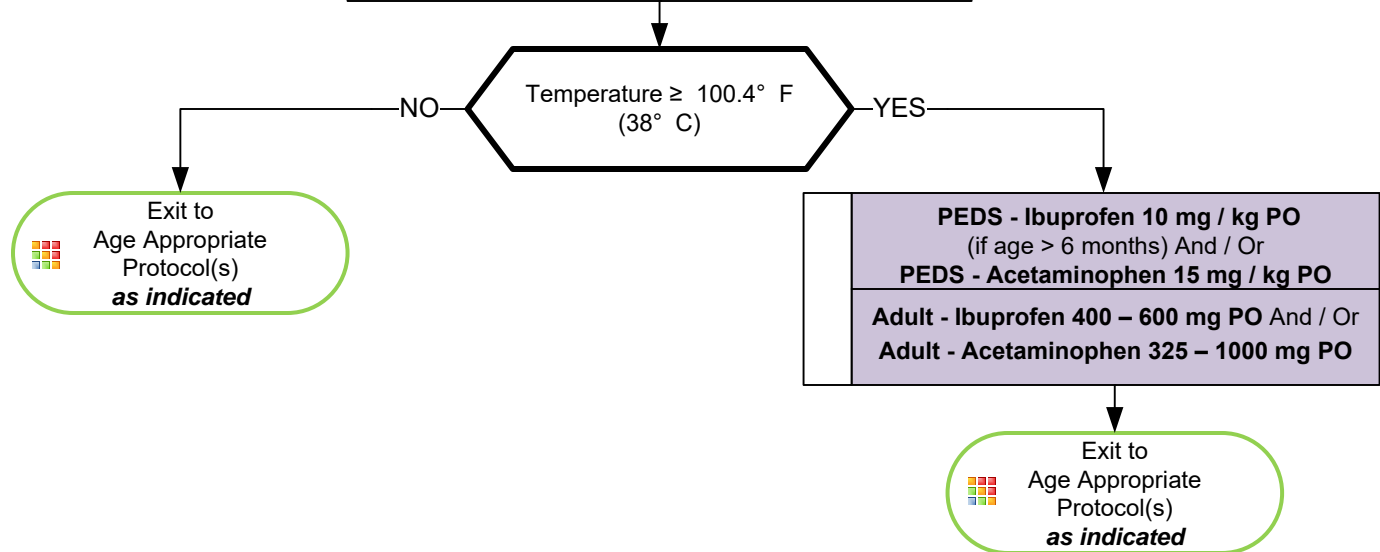 Temperature ≥ 100.4° F
(38° C)
NO
YES
Exit to
Age Appropriate
Protocol(s)
as indicated
PEDS - Ibuprofen 10 mg / kg PO
(if age > 6 months) And / Or
PEDS - Acetaminophen 15 mg / kg PO
Adult - Ibuprofen 400 – 600 mg PO And / Or
Adult - Acetaminophen 325 – 1000 mg PO
Exit to
Age Appropriate
Protocol(s)
as indicated